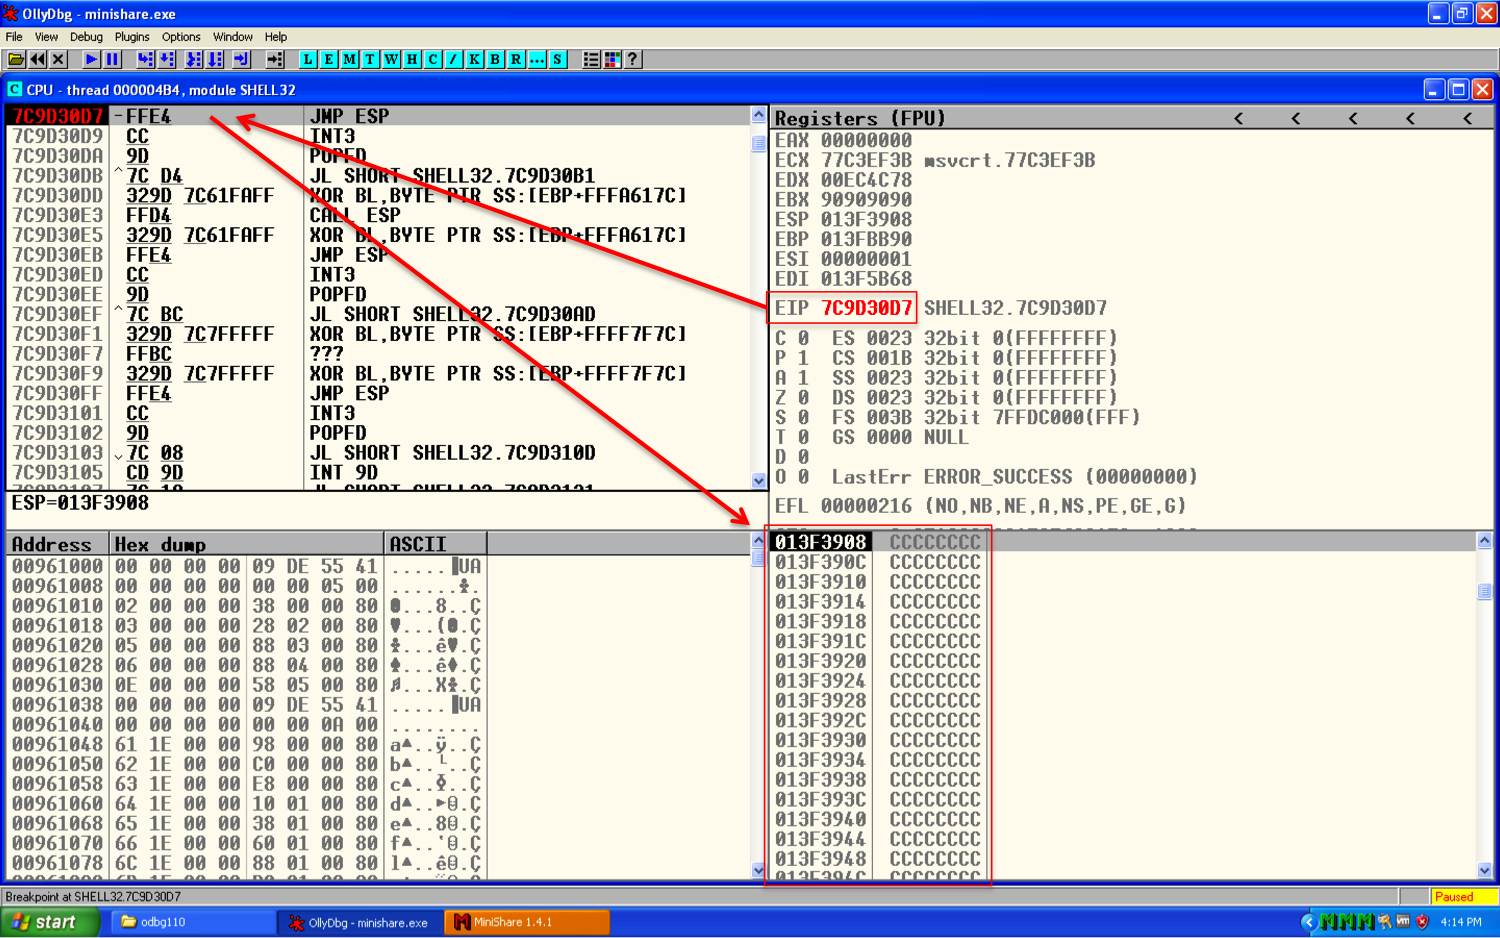 OllyDbg - minishare.exe
File View Debug Plugins Options Window Help
L E M T W H C / K B R ... S ?
C CPU - thread 000004B4, module SHELL32
7C9D30D7 -FFE4 JMP ESP
7C9D30D9 CC INT3
7C9D30DA 9D POPFD
7C9D30DB ^7C D4 JL SHORT SHELL32.7C9D30B1
7C9D30DD 329D 7C61FAFF XOR BL,BYTE PTR SS:[EBP+FFFA617C]
7C9D30E3 FFD4 CALL ESP
7C9D30E5 329D 7C61FAFF XOR BL,BYTE PTR SS:[EBP+FFFA617C]
7C9D30EB FFE4 JMP ESP
7C9D30ED CC INT3
7C9D30EE 9D POPFD
7C9D30EF ^7C BC JL SHORT SHELL32.7C9D30AD
7C9D30F1 329D 7C7FFFFF XOR BL,BYTE PTR SS:[EBP+FFFF7F7C]
7C9D30F7 FFBC ???
7C9D30F9 329D 7C7FFFFF XOR BL,BYTE PTR SS:[EBP+FFFF7F7C]
7C9D30FF FFE4 JMP ESP
7C9D3101 CC INT3
7C9D3102 9D POPFD
7C9D3103 7C 08 JL SHORT SHELL32.7C9D310D
7C9D3105 CD 9D INT 9D
ESP=013F3908
Registers (FPU) < < < < <
EAX 00000000
ECX 77C3EF3B msvcrt.77C3EF3B
EDX 00EC4C78
EBX 90909090
ESP 013F3908
EBP 013FBB90
ESI 00000001
EDI 013F5B68
EIP 7C9D30D7 SHELL32.7C9D30D7
C 0 ES 0023 32bit 0(FFFFFFFF)
P 1 CS 001B 32bit 0(FFFFFFFF)
A 1 SS 0023 32bit 0(FFFFFFFF)
Z 0 DS 0023 32bit 0(FFFFFFFF)
S 0 FS 003B 32bit 7FFDC000(FFF)
T 0 GS 0000 NULL
D 0
O 0 LastErr ERROR_SUCCESS (00000000)
EFL 00000216 (NO,NB,NE,A,NS,PE,GE,G)
Address Hex dump ASCII
00961000 00 00 00 00 09 DE 55 41 .....▐UA
00961008 00 00 00 00 00 00 05 00 ......♣.
00961010 02 00 00 00 38 00 00 80 ☻...8..Ç
00961018 03 00 00 00 28 02 00 80 ♥...(☻.Ç
00961020 05 00 00 00 88 03 00 80 ♣...ê♥.Ç
00961028 06 00 00 00 88 04 00 80 ♠...ê♦.Ç
00961030 0E 00 00 00 58 05 00 80 ♬...X♣.Ç
00961038 00 00 00 00 09 DE 55 41 .....▐UA
00961040 00 00 00 00 00 00 0A 00 ........
00961048 61 1E 00 00 98 00 00 80 a▲..ÿ..Ç
00961050 62 1E 00 00 C0 00 00 80 b▲..└..Ç
00961058 63 1E 00 00 E8 00 00 80 c▲..Φ..Ç
00961060 64 1E 00 00 10 01 00 80 d▲..►☺.Ç
00961068 65 1E 00 00 38 01 00 80 e▲..8☺.Ç
00961070 66 1E 00 00 60 01 00 80 f▲..`☺.Ç
00961078 6C 1E 00 00 88 01 00 80 l▲..ê☺.Ç
013F3908 CCCCCCCC
013F390C CCCCCCCC
013F3910 CCCCCCCC
013F3914 CCCCCCCC
013F3918 CCCCCCCC
013F391C CCCCCCCC
013F3920 CCCCCCCC
013F3924 CCCCCCCC
013F3928 CCCCCCCC
013F392C CCCCCCCC
013F3930 CCCCCCCC
013F3934 CCCCCCCC
013F3938 CCCCCCCC
013F393C CCCCCCCC
013F3940 CCCCCCCC
013F3944 CCCCCCCC
013F3948 CCCCCCCC
013F394C CCCCCCCC
Breakpoint at SHELL32.7C9D30D7 Paused
start odbg110 OllyDbg - minishare.exe MiniShare 1.4.1 4:14 PM